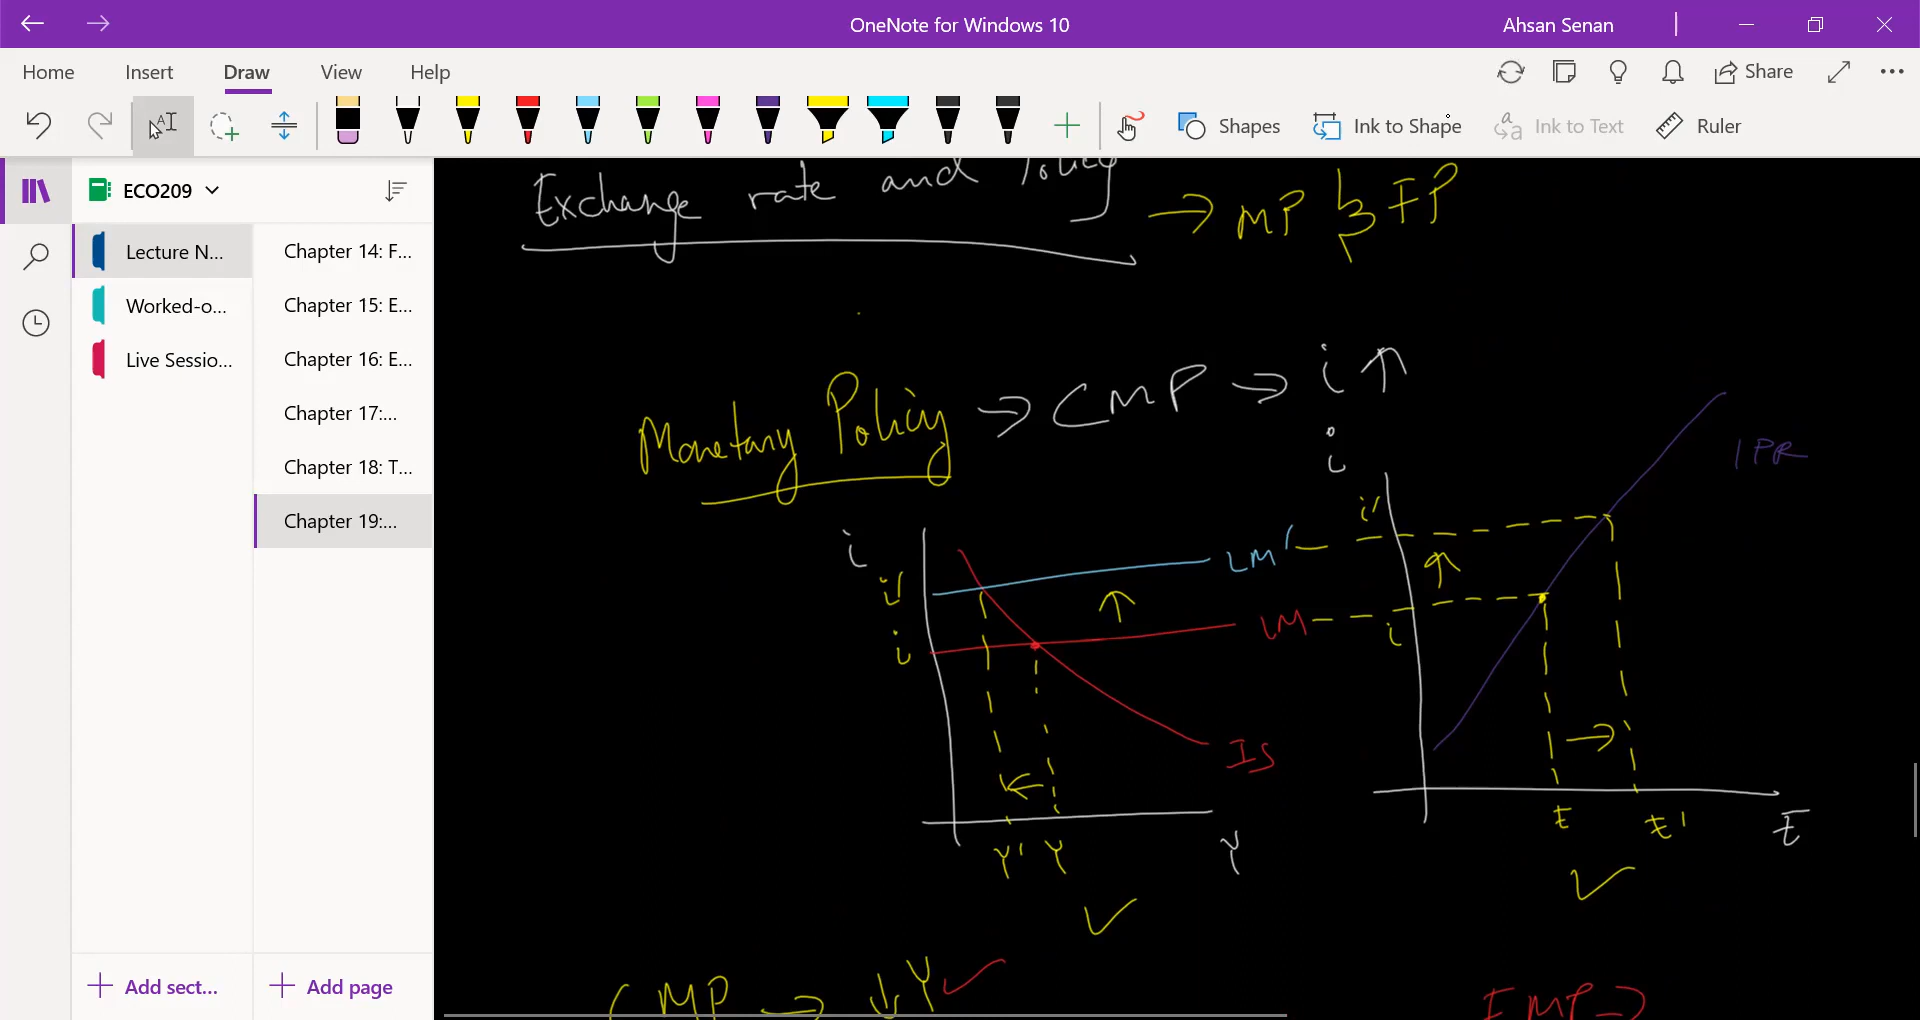 OneNote for Windows 10
Ahsan Senan
Home Insert Draw View Help
Share
Shapes Ink to Shape Ink to Text Ruler
ECO209
Lecture N...
Worked-o...
Live Sessio...
Chapter 14: F...
Chapter 15: E...
Chapter 16: E...
Chapter 17:...
Chapter 18: T...
Chapter 19:...
Add sect...
Add page
Exchange rate and Policy → MP & FP
Monetary Policy → CMP → i ↑
i
i'
i
LM'
LM
IS
Y' Y
Y
i
i'
i
IPR
E E'
E
CMP → ↓ Y
EMP →